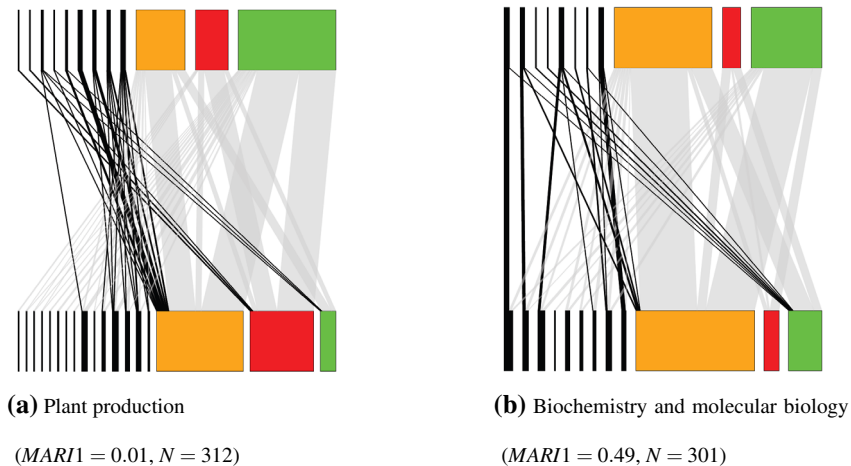 (a) Plant production
(MARI1 = 0.01, N = 312)
(b) Biochemistry and molecular biology
(MARI1 = 0.49, N = 301)